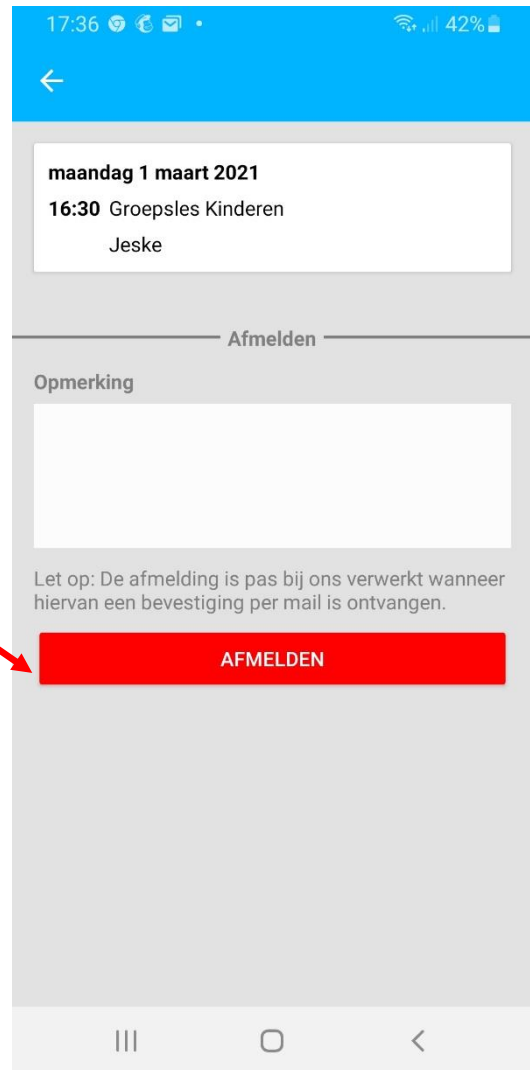 17:36 42%
maandag 1 maart 2021
16:30 Groepsles Kinderen
Jeske
Afmelden
Opmerking
Let op: De afmelding is pas bij ons verwerkt wanneer
hiervan een bevestiging per mail is ontvangen.
AFMELDEN